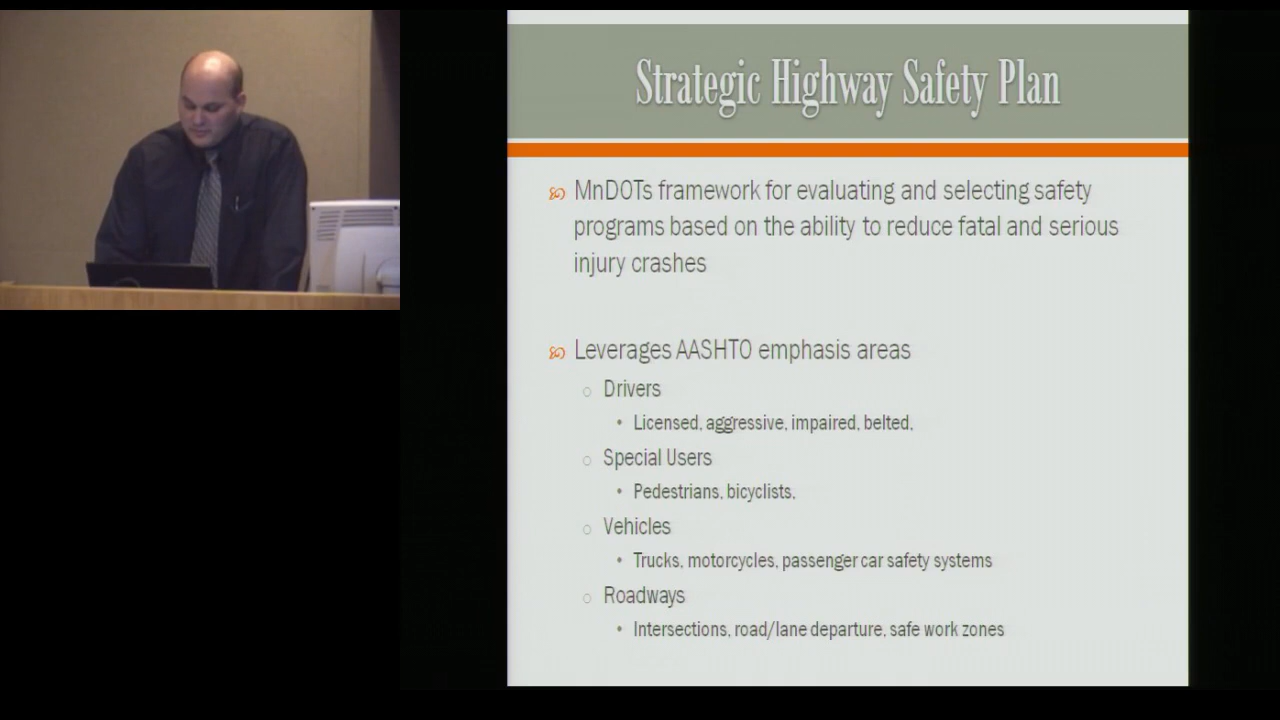 Strategic Highway Safety Plan
MnDOTs framework for evaluating and selecting safety
programs based on the ability to reduce fatal and serious
injury crashes
Leverages AASHTO emphasis areas
Drivers
Licensed, aggressive, impaired, belted,
Special Users
Pedestrians, bicyclists,
Vehicles
Trucks, motorcycles, passenger car safety systems
Roadways
Intersections, road/lane departure, safe work zones